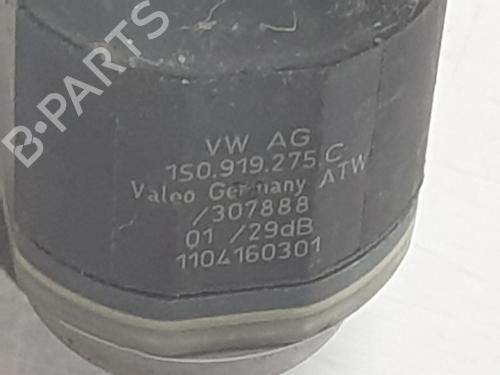 B-PARTS
VW AG
1S0.919.275.C
Valeo Germany ATW
/307888
01 /29dB
1104160301